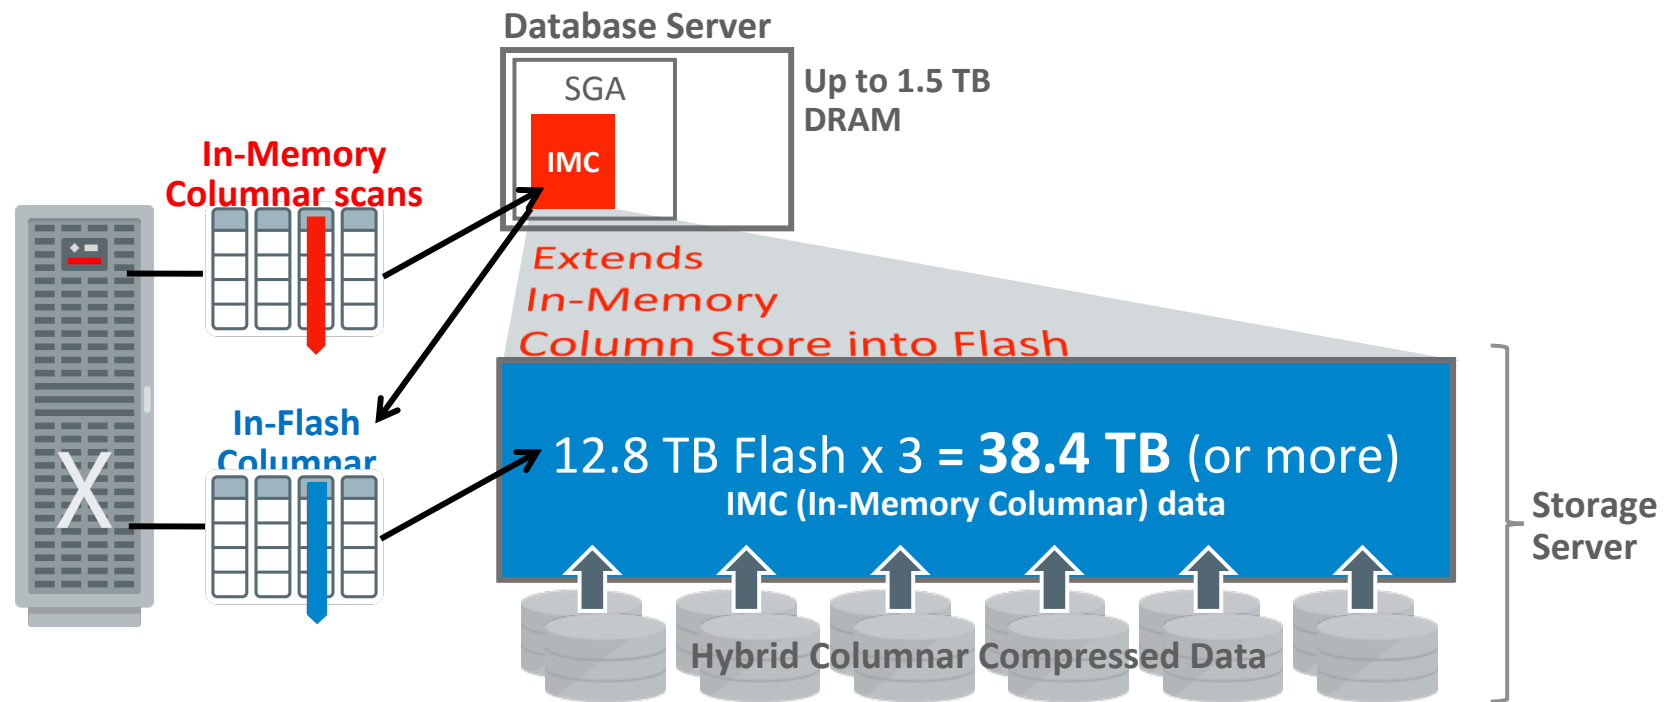 Database Server
SGA
Up to 1.5 TB
DRAM
IMC
In-Memory
Columnar scans
Extends
In-Memory
Column Store into Flash
In-Flash
Columnar
X
12.8 TB Flash x 3 = 38.4 TB (or more)
IMC (In-Memory Columnar) data
Storage
Server
Hybrid Columnar Compressed Data